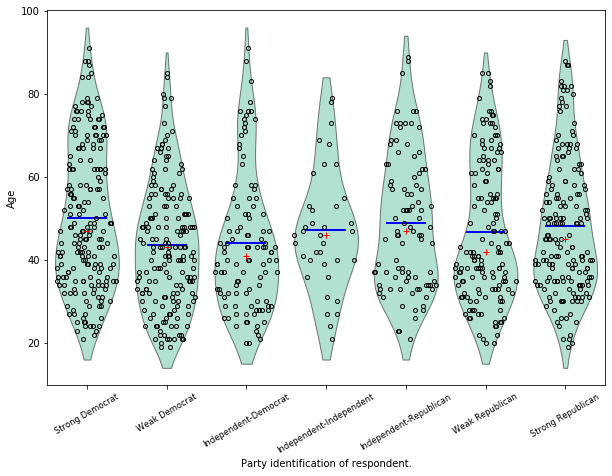 100
80
60
40
20
Age
Strong Democrat
Weak Democrat
Independent-Democrat
Independent-Independent
Independent-Republican
Weak Republican
Strong Republican
Party identification of respondent.